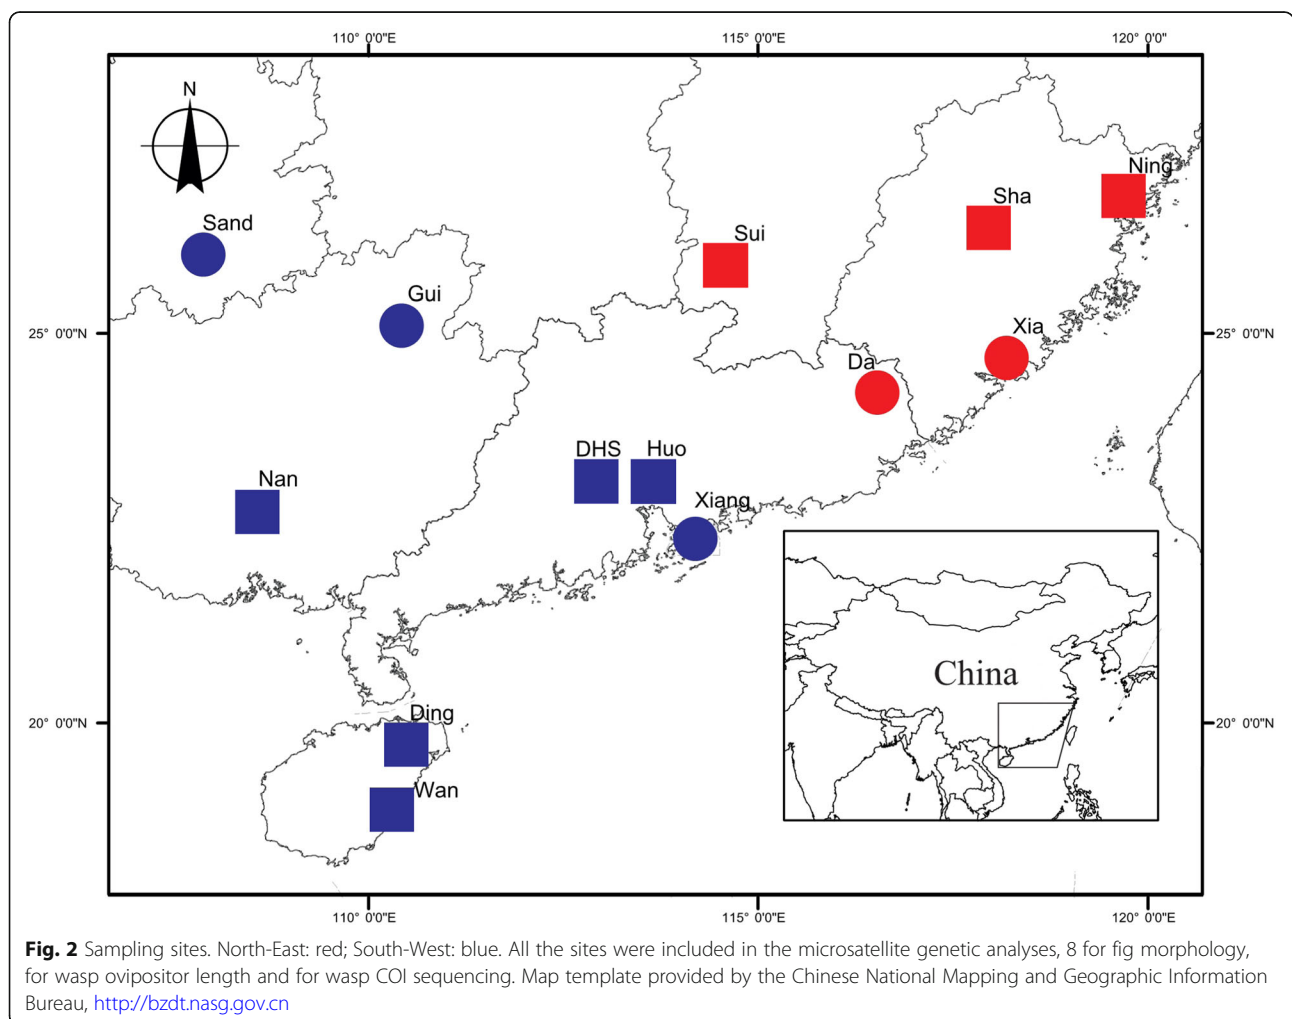 110° 0'0"E 115° 0'0"E 120° 0'0"
N
Ning
Sha
Sand
Sui
Gui
Xia
25° 0'0"N 25° 0'0"N
Da
DHS Huo
Nan
Xiang
China
Ding
20° 0'0"N 20° 0'0"N
Wan
110° 0'0"E 115° 0'0"E 120° 0'0"E
Fig. 2 Sampling sites. North-East: red; South-West: blue. All the sites were included in the microsatellite genetic analyses, 8 for fig morphology,
for wasp ovipositor length and for wasp COI sequencing. Map template provided by the Chinese National Mapping and Geographic Information
Bureau, http://bzdt.nasg.gov.cn